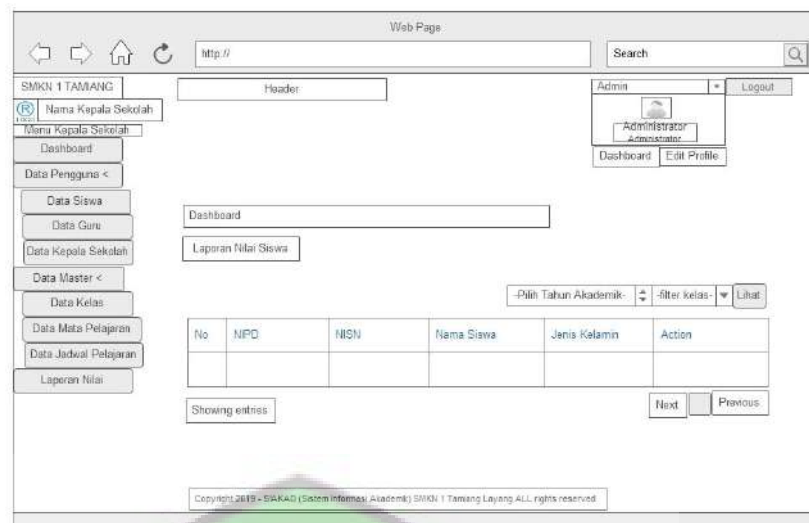 Web Page
http://
Search
SMKN 1 TAMIANG
Header
Admin
Logout
Nama Kepala Sekolah
LOGO
Menu Kepala Sekolah
Administrator
Administrator
Dashboard
Edit Profile
Dashboard
Data Pengguna <
Data Siswa
Data Guru
Data Kepala Sekolah
Data Master <
Data Kelas
Data Mata Pelajaran
Data Jadwal Pelajaran
Laporan Nilai
Dashboard
Laporan Nilai Siswa
-Pilih Tahun Akademik-
-filter kelas-
Lihat
No NIPD NISN Nama Siswa Jenis Kelamin Action
Showing entries
Next
Previous
Copyright 2019 - SIAKAD (Sistem Informasi Akademik) SMKN 1 Tamiang Layang ALL rights reserved